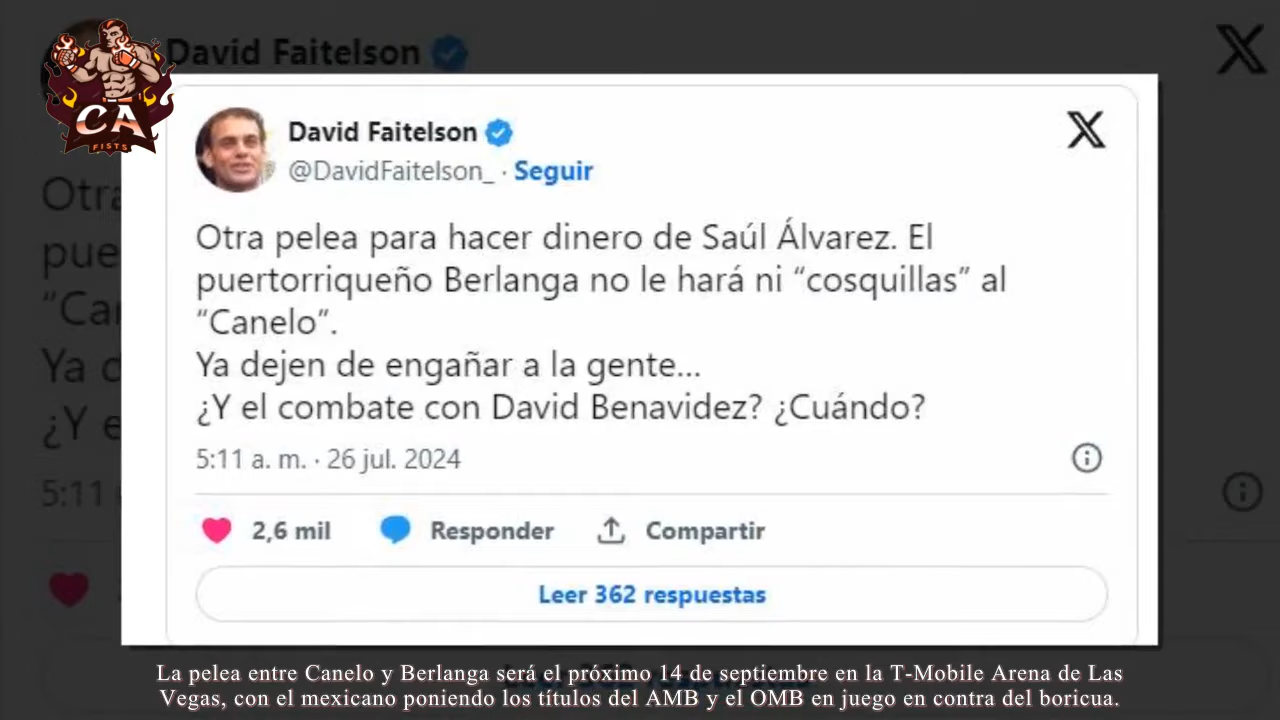 David Faitelson
CA
FISTS
David Faitelson
@DavidFaitelson_ · Seguir
Otra pelea para hacer dinero de Saúl Álvarez. El
puertorriqueño Berlanga no le hará ni “cosquillas” al
“Canelo”.
Ya dejen de engañar a la gente...
¿Y el combate con David Benavidez? ¿Cuándo?
5:11 a. m. · 26 jul. 2024
2,6 mil
Responder
Compartir
Leer 362 respuestas
La pelea entre Canelo y Berlanga será el próximo 14 de septiembre en la T-Mobile Arena de Las
Vegas, con el mexicano poniendo los títulos del AMB y el OMB en juego en contra del boricua.